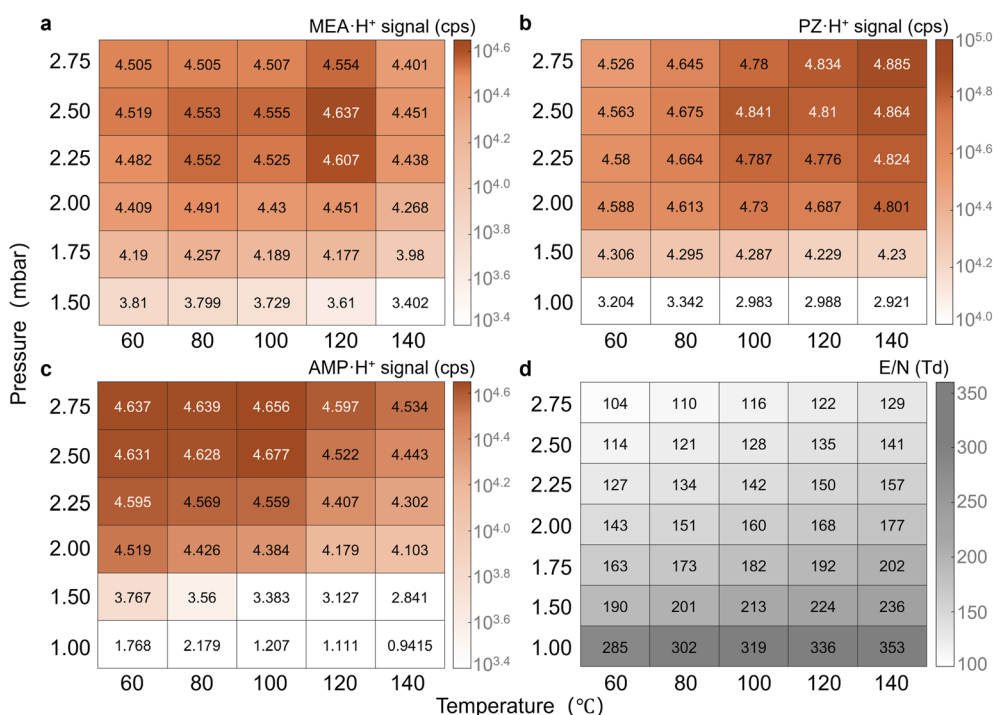 a MEA·H⁺ signal (cps)
2.75 4.505 4.505 4.507 4.554 4.401
2.50 4.519 4.553 4.555 4.637 4.451
2.25 4.482 4.552 4.525 4.607 4.438
2.00 4.409 4.491 4.43 4.451 4.268
1.75 4.19 4.257 4.189 4.177 3.98
1.50 3.81 3.799 3.729 3.61 3.402
60 80 100 120 140
10^4.6
10^4.4
10^4.2
10^4.0
10^3.8
10^3.6
10^3.4
b PZ·H⁺ signal (cps)
2.75 4.526 4.645 4.78 4.834 4.885
2.50 4.563 4.675 4.841 4.81 4.864
2.25 4.58 4.664 4.787 4.776 4.824
2.00 4.588 4.613 4.73 4.687 4.801
1.50 4.306 4.295 4.287 4.229 4.23
1.00 3.204 3.342 2.983 2.988 2.921
60 80 100 120 140
10^5.0
10^4.8
10^4.6
10^4.4
10^4.2
10^4.0
Pressure (mbar)
c AMP·H⁺ signal (cps)
2.75 4.637 4.639 4.656 4.597 4.534
2.50 4.631 4.628 4.677 4.522 4.443
2.25 4.595 4.569 4.559 4.407 4.302
2.00 4.519 4.426 4.384 4.179 4.103
1.50 3.767 3.56 3.383 3.127 2.841
1.00 1.768 2.179 1.207 1.111 0.9415
60 80 100 120 140
10^4.6
10^4.4
10^4.2
10^4.0
10^3.8
10^3.6
10^3.4
d E/N (Td)
2.75 104 110 116 122 129
2.50 114 121 128 135 141
2.25 127 134 142 150 157
2.00 143 151 160 168 177
1.75 163 173 182 192 202
1.50 190 201 213 224 236
1.00 285 302 319 336 353
60 80 100 120 140
350
300
250
200
150
100
Temperature (℃)